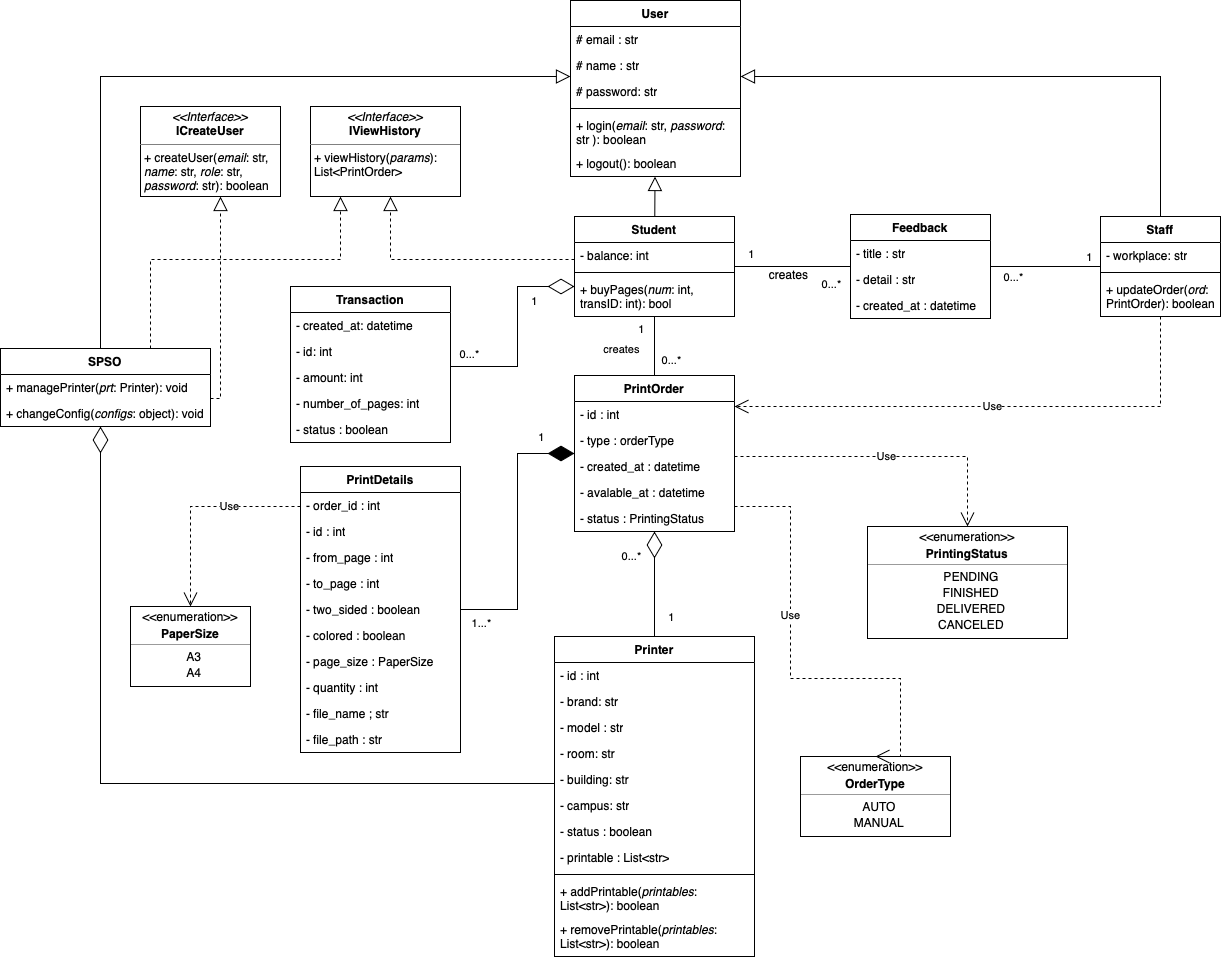 User
# email : str
# name : str
# password: str
+ login(email: str, password:
str ): boolean
+ logout(): boolean
<<Interface>>
ICreateUser
+ createUser(email: str,
name: str, role: str,
password: str): boolean
<<Interface>>
IViewHistory
+ viewHistory(params):
List<PrintOrder>
Student
- balance: int
+ buyPages(num: int,
transID: int): bool
1
creates
0...*
Feedback
- title : str
- detail : str
- created_at : datetime
0...*
1
Staff
- workplace: str
+ updateOrder(ord:
PrintOrder): boolean
Transaction
- created_at: datetime
- id: int
- amount: int
- number_of_pages: int
- status : boolean
1
0...*
1
creates
0...*
SPSO
+ managePrinter(prt: Printer): void
+ changeConfig(configs: object): void
PrintOrder
- id : int
- type : orderType
- created_at : datetime
- avalable_at : datetime
- status : PrintingStatus
Use
Use
Use
1
1...*
PrintDetails
- order_id : int
- id : int
- from_page : int
- to_page : int
- two_sided : boolean
- colored : boolean
- page_size : PaperSize
- quantity : int
- file_name ; str
- file_path : str
Use
<<enumeration>>
PaperSize
A3
A4
<<enumeration>>
PrintingStatus
PENDING
FINISHED
DELIVERED
CANCELED
0...*
1
Printer
- id : int
- brand: str
- model : str
- room: str
- building: str
- campus: str
- status : boolean
- printable : List<str>
+ addPrintable(printables:
List<str>): boolean
+ removePrintable(printables:
List<str>): boolean
<<enumeration>>
OrderType
AUTO
MANUAL